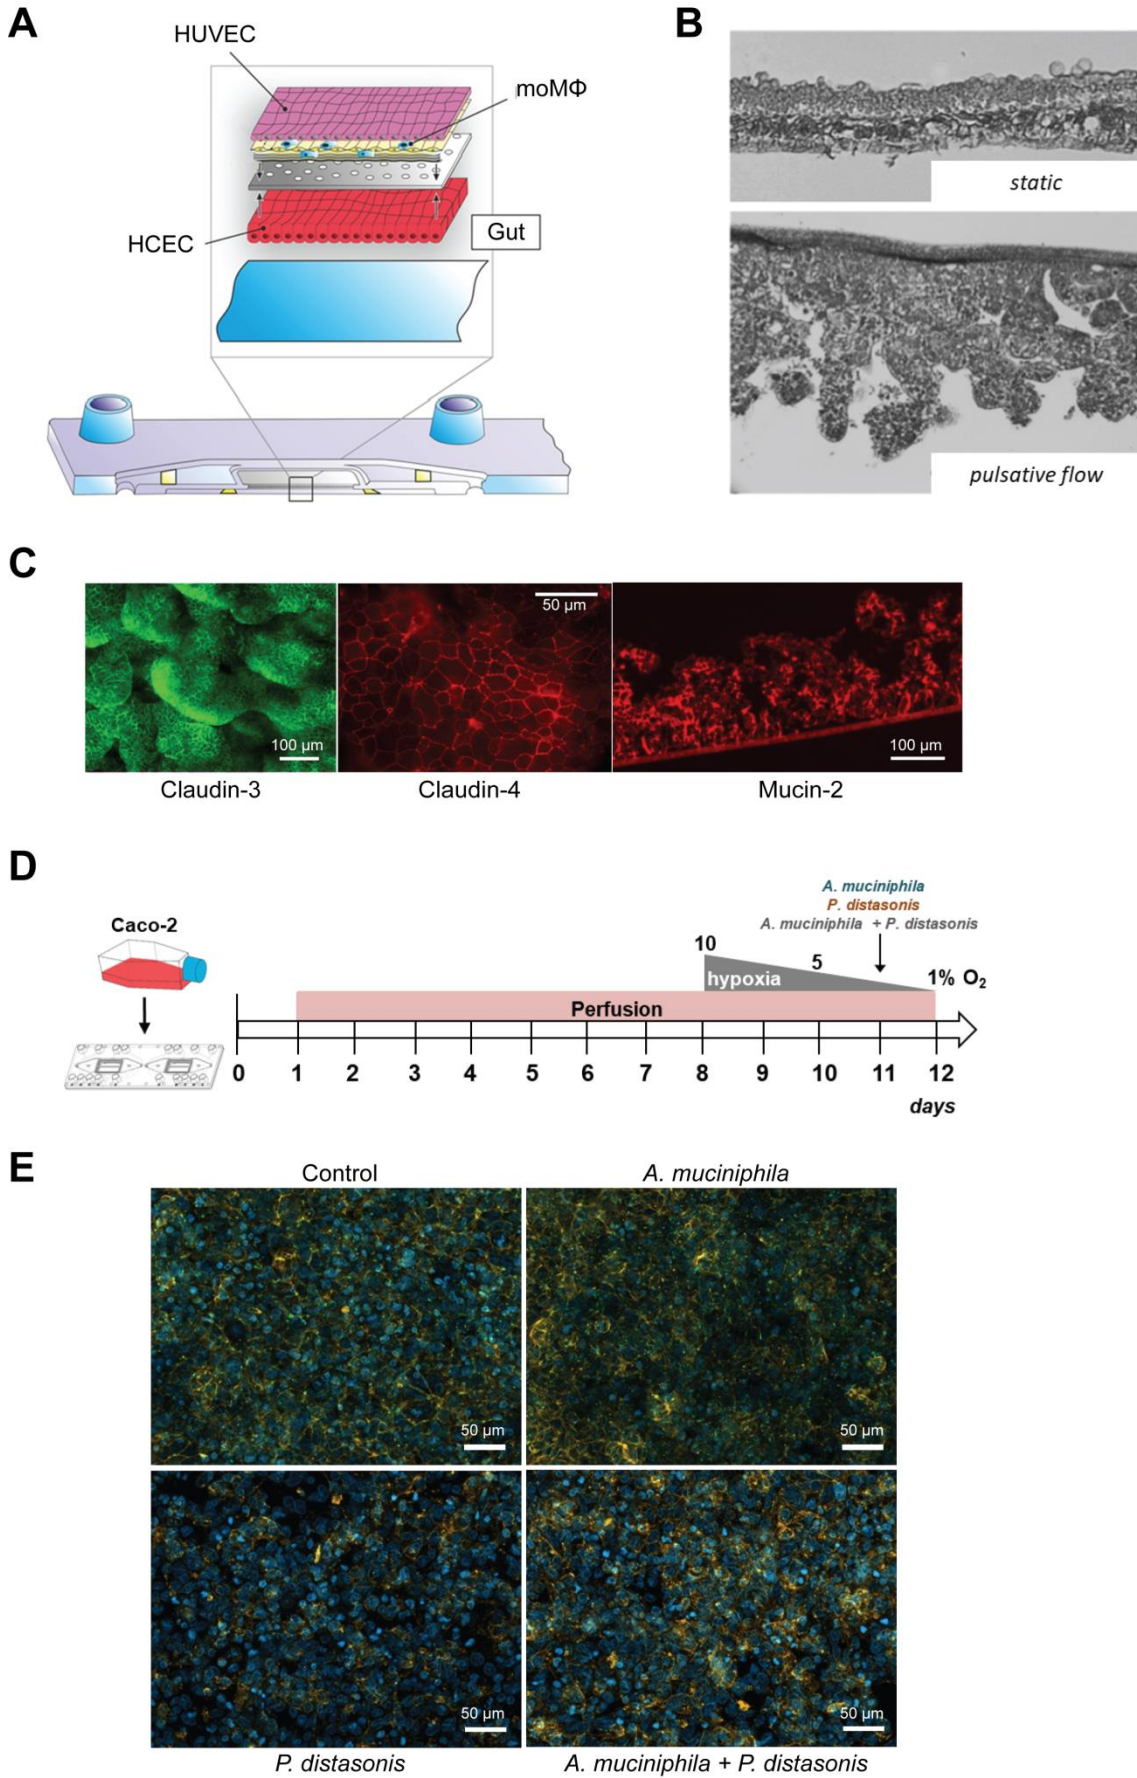 A
HUVEC
moMΦ
HCEC
Gut
B
static
pulsative flow
C
100 µm
50 µm
100 µm
Claudin-3
Claudin-4
Mucin-2
D
Caco-2
A. muciniphila
P. distasonis
A. muciniphila + P. distasonis
10
5
1% O₂
hypoxia
Perfusion
0 1 2 3 4 5 6 7 8 9 10 11 12
days
E
Control
A. muciniphila
50 µm
50 µm
50 µm
50 µm
P. distasonis
A. muciniphila + P. distasonis